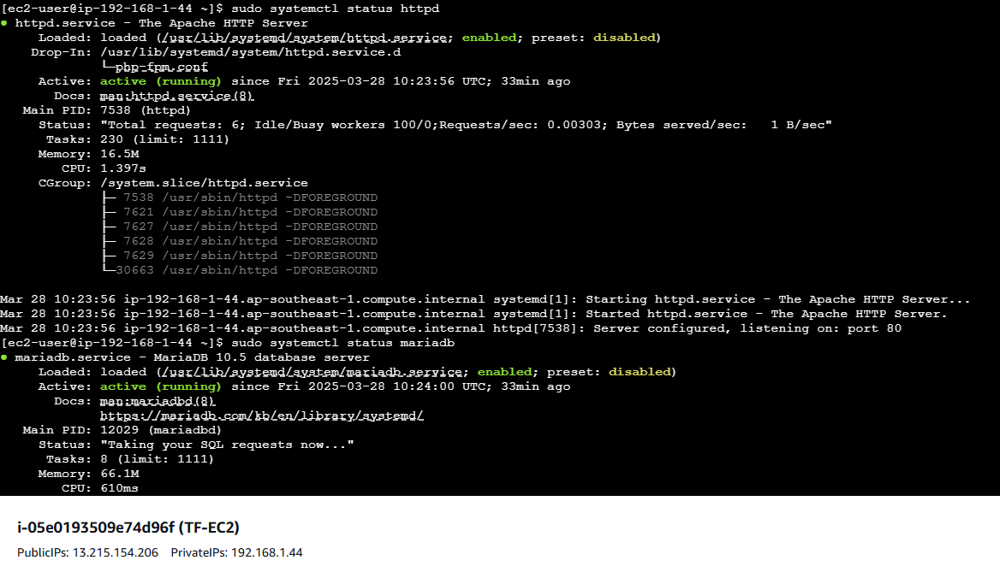 [ec2-user@ip-192-168-1-44 ~]$ sudo systemctl status httpd
● httpd.service - The Apache HTTP Server
Loaded: loaded (/usr/lib/systemd/system/httpd.service; enabled; preset: disabled)
Drop-In: /usr/lib/systemd/system/httpd.service.d
└─php-fpm.conf
Active: active (running) since Fri 2025-03-28 10:23:56 UTC; 33min ago
Docs: man:httpd.service(8)
Main PID: 7538 (httpd)
Status: "Total requests: 6; Idle/Busy workers 100/0;Requests/sec: 0.00303; Bytes served/sec:   1 B/sec"
Tasks: 230 (limit: 1111)
Memory: 16.5M
CPU: 1.397s
CGroup: /system.slice/httpd.service
├─ 7538 /usr/sbin/httpd -DFOREGROUND
├─ 7621 /usr/sbin/httpd -DFOREGROUND
├─ 7627 /usr/sbin/httpd -DFOREGROUND
├─ 7628 /usr/sbin/httpd -DFOREGROUND
├─ 7629 /usr/sbin/httpd -DFOREGROUND
└─30663 /usr/sbin/httpd -DFOREGROUND
Mar 28 10:23:56 ip-192-168-1-44.ap-southeast-1.compute.internal systemd[1]: Starting httpd.service - The Apache HTTP Server...
Mar 28 10:23:56 ip-192-168-1-44.ap-southeast-1.compute.internal systemd[1]: Started httpd.service - The Apache HTTP Server.
Mar 28 10:23:56 ip-192-168-1-44.ap-southeast-1.compute.internal httpd[7538]: Server configured, listening on: port 80
[ec2-user@ip-192-168-1-44 ~]$ sudo systemctl status mariadb
● mariadb.service - MariaDB 10.5 database server
Loaded: loaded (/usr/lib/systemd/system/mariadb.service; enabled; preset: disabled)
Active: active (running) since Fri 2025-03-28 10:24:00 UTC; 33min ago
Docs: man:mariadbd(8)
https://mariadb.com/kb/en/library/systemd/
Main PID: 12029 (mariadbd)
Status: "Taking your SQL requests now..."
Tasks: 8 (limit: 1111)
Memory: 66.1M
CPU: 610ms
i-05e0193509e74d96f (TF-EC2)
PublicIPs: 13.215.154.206 PrivateIPs: 192.168.1.44